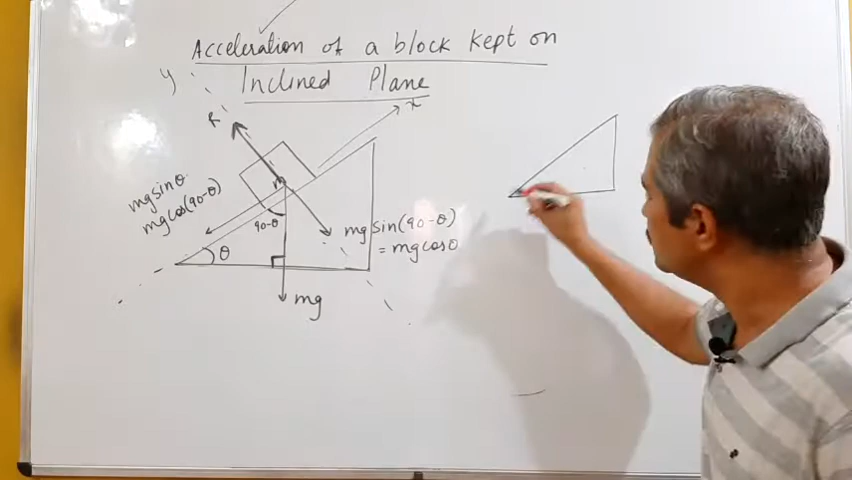 Acceleration of a block kept on
Inclined Plane
y
x
R
m
mg sinθ
mg cos(90-θ)
90-θ
θ
mg sin(90-θ)
= mg cosθ
mg